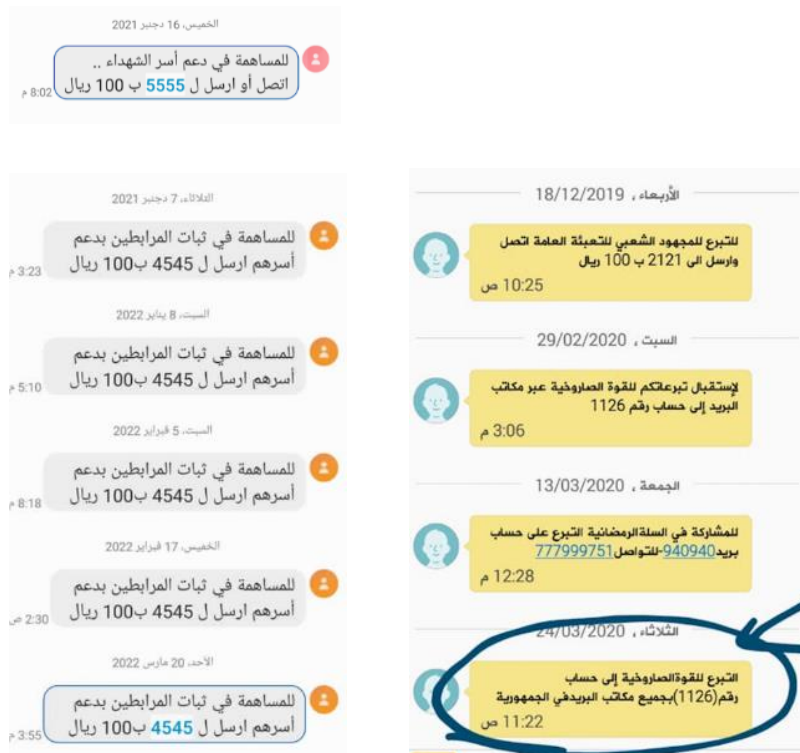 الخميس، 16 دجنبر 2021
للمساهمة في دعم أسر الشهداء ..
اتصل أو ارسل ل 5555 ب 100 ريال
8:02 م
الثلاثاء، 7 دجنبر 2021
للمساهمة في ثبات المرابطين بدعم
أسرهم ارسل ل 4545 ب100 ريال
3:23 م
السبت، 8 يناير 2022
للمساهمة في ثبات المرابطين بدعم
أسرهم ارسل ل 4545 ب100 ريال
5:10 م
السبت، 5 فبراير 2022
للمساهمة في ثبات المرابطين بدعم
أسرهم ارسل ل 4545 ب100 ريال
8:18 م
الخميس، 17 فبراير 2022
للمساهمة في ثبات المرابطين بدعم
أسرهم ارسل ل 4545 ب100 ريال
2:30 ص
الأحد، 20 مارس 2022
للمساهمة في ثبات المرابطين بدعم
أسرهم ارسل ل 4545 ب100 ريال
3:55 م
الأربعاء، 18/12/2019
للتبرع للمجهود الشعبي للتعبئة العامة اتصل
وارسل الى 2121 ب 100 ريال
10:25 ص
السبت، 29/02/2020
لإستقبال تبرعاتكم للقوة الصاروخية عبر مكاتب
البريد إلى حساب رقم 1126
3:06 م
الجمعة، 13/03/2020
للمشاركة في السلةالرمضانية التبرع على حساب
بريد940940-للتواصل777999751
12:28 م
الثلاثاء، 24/03/2020
التبرع للقوةالصاروخية إلى حساب
رقم(1126)بجميع مكاتب البريدفي الجمهورية
11:22 ص